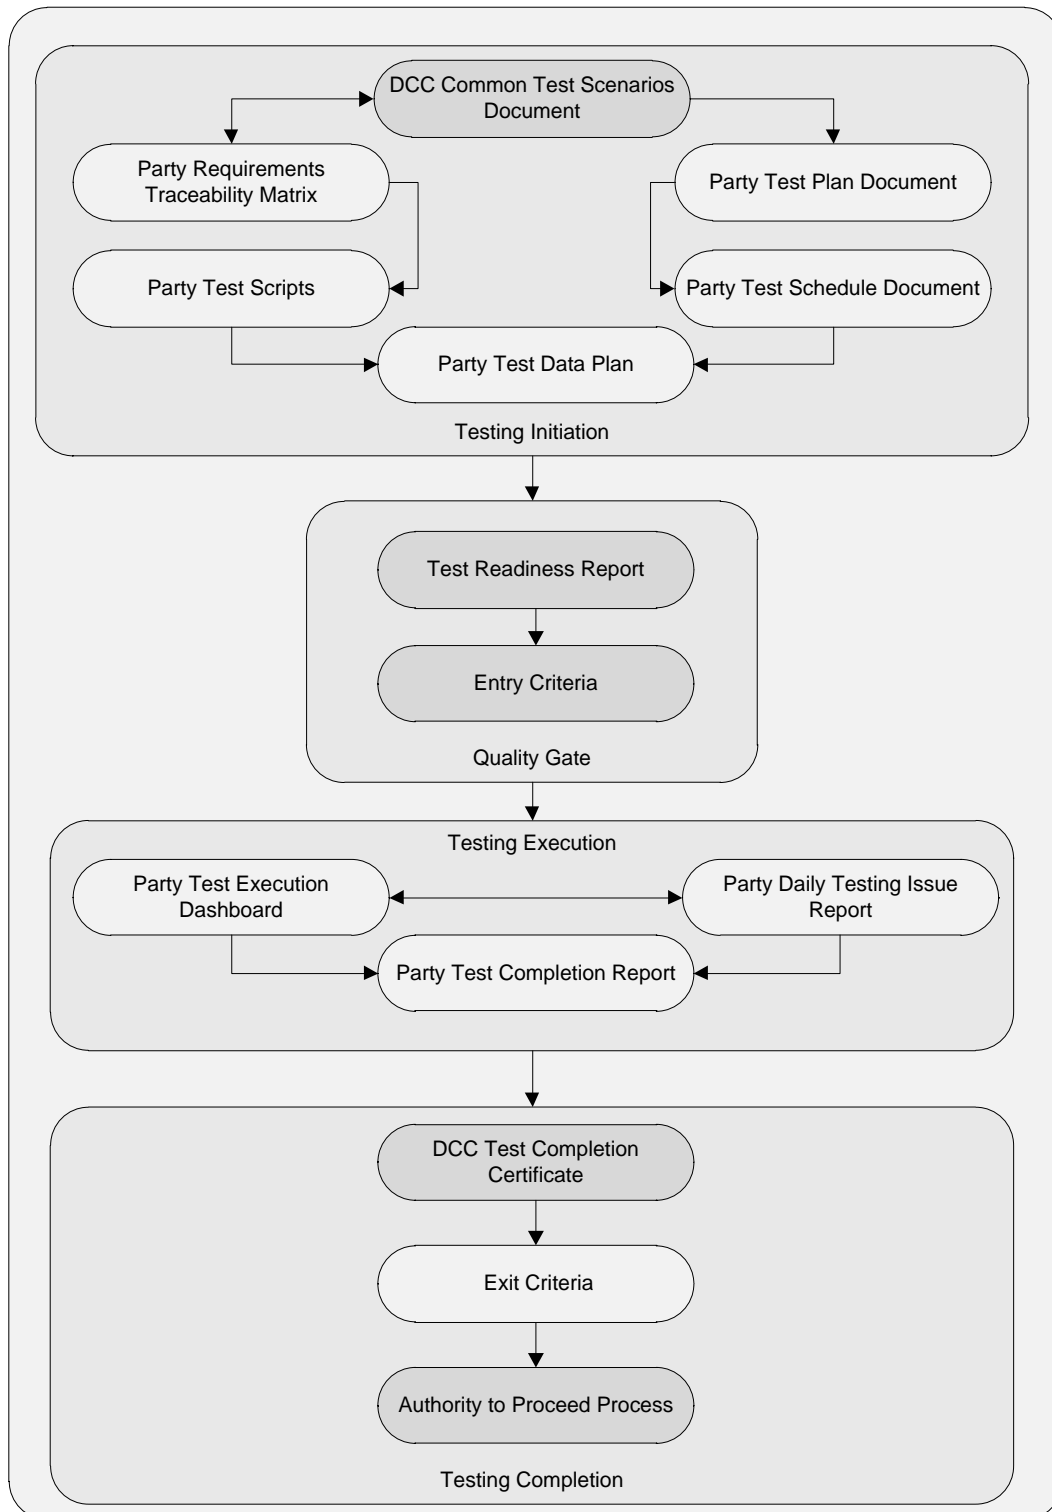 DCC Common Test Scenarios
Document
Party Requirements
Traceability Matrix
Party Test Plan Document
Party Test Scripts
Party Test Schedule Document
Party Test Data Plan
Testing Initiation
Test Readiness Report
Entry Criteria
Quality Gate
Testing Execution
Party Test Execution
Dashboard
Party Daily Testing Issue
Report
Party Test Completion Report
DCC Test Completion
Certificate
Exit Criteria
Authority to Proceed Process
Testing Completion